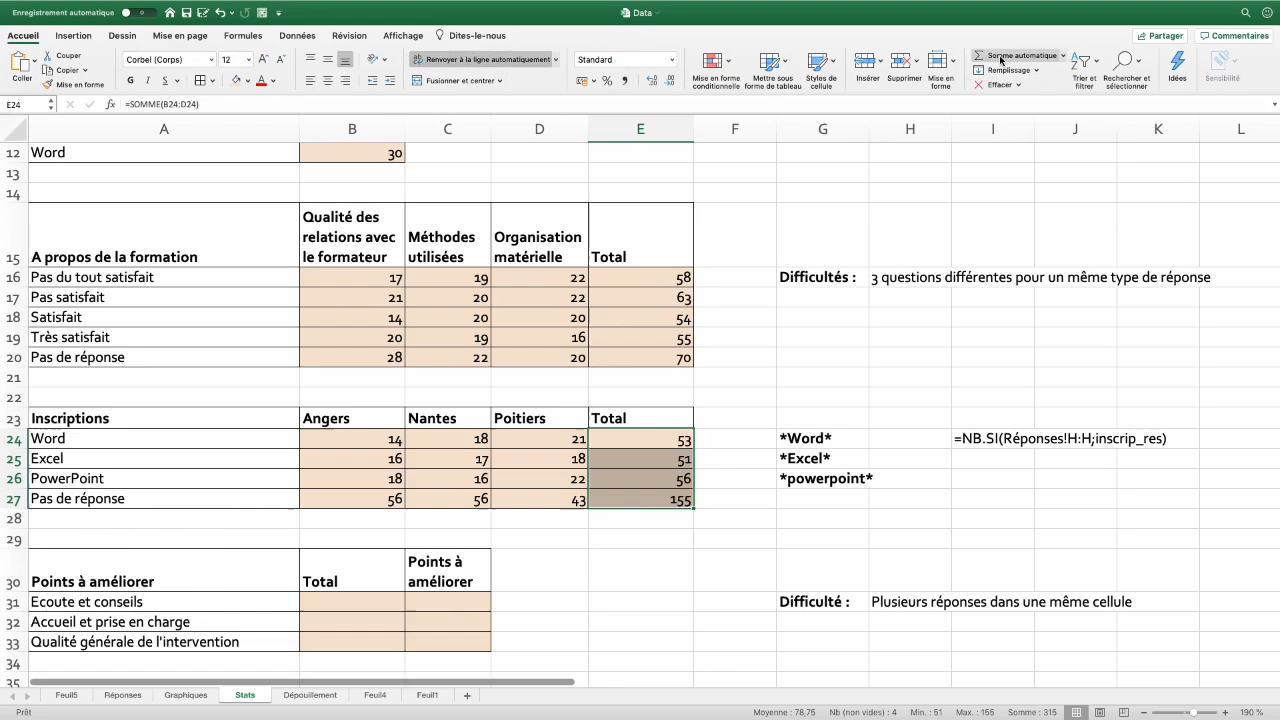 Enregistrement automatique
Data
Accueil Insertion Dessin Mise en page Formules Données Révision Affichage Dites-le-nous
Partager Commentaires
Coller
Couper
Copier
Mise en forme
Corbel (Corps) 12
G I S
Renvoyer à la ligne automatiquement
Fusionner et centrer
Standard
Mise en forme conditionnelle
Mettre sous forme de tableau
Styles de cellule
Insérer Supprimer Mise en forme
Somme automatique
Remplissage
Effacer
Trier et filtrer
Rechercher et sélectionner
Idées
Sensibilité
E24 fx =SOMME(B24:D24)
A B C D E F G H I J K L
12 Word 30
13
14
15 A propos de la formation Qualité des relations avec le formateur Méthodes utilisées Organisation matérielle Total
16 Pas du tout satisfait 17 19 22 58 Difficultés : 3 questions différentes pour un même type de réponse
17 Pas satisfait 21 20 22 63
18 Satisfait 14 20 20 54
19 Très satisfait 20 19 16 55
20 Pas de réponse 28 22 20 70
21
22
23 Inscriptions Angers Nantes Poitiers Total
24 Word 14 18 21 53 *Word* =NB.SI(Réponses!H:H;inscrip_res)
25 Excel 16 17 18 51 *Excel*
26 PowerPoint 18 16 22 56 *powerpoint*
27 Pas de réponse 56 56 43 155
28
29
30 Points à améliorer Total Points à améliorer
31 Ecoute et conseils Difficulté : Plusieurs réponses dans une même cellule
32 Accueil et prise en charge
33 Qualité générale de l'intervention
34
35
Feuil5 Réponses Graphiques Stats Dépouillement Feuil4 Feuil1 +
Prêt Moyenne : 78,75 Nb (non vides) : 4 Min. : 51 Max. : 155 Somme : 315 190 %